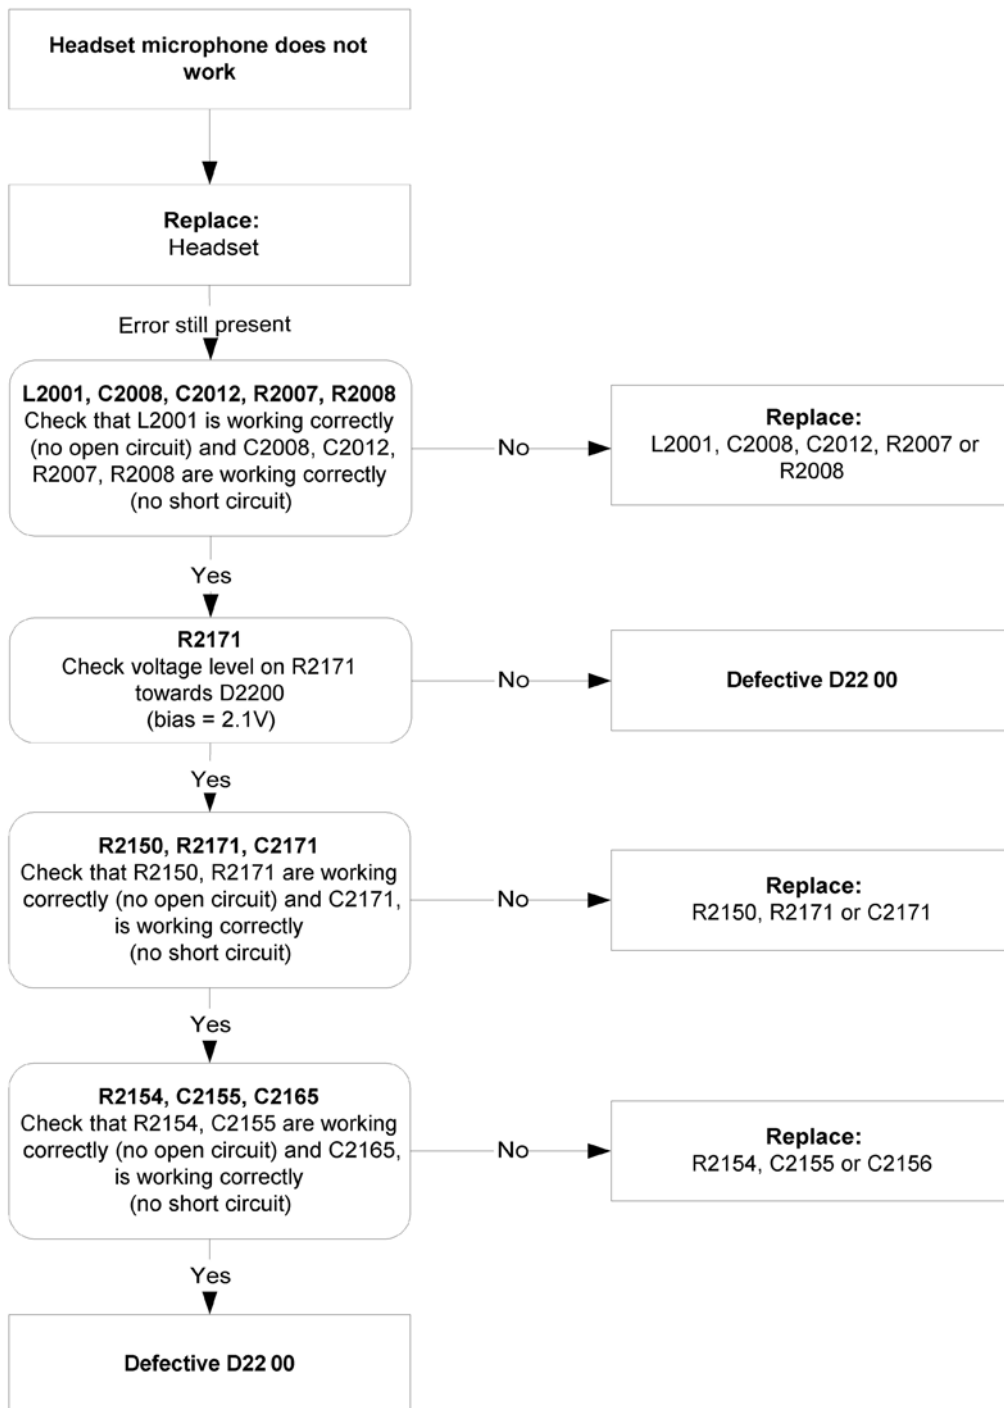 Headset microphone does not
work
Replace:
Headset
Error still present
L2001, C2008, C2012, R2007, R2008
Check that L2001 is working correctly
(no open circuit) and C2008, C2012,
R2007, R2008 are working correctly
(no short circuit)
No
Replace:
L2001, C2008, C2012, R2007 or
R2008
Yes
R2171
Check voltage level on R2171
towards D2200
(bias = 2.1V)
No
Defective D22 00
Yes
R2150, R2171, C2171
Check that R2150, R2171 are working
correctly (no open circuit) and C2171,
is working correctly
(no short circuit)
No
Replace:
R2150, R2171 or C2171
Yes
R2154, C2155, C2165
Check that R2154, C2155 are working
correctly (no open circuit) and C2165,
is working correctly
(no short circuit)
No
Replace:
R2154, C2155 or C2156
Yes
Defective D22 00